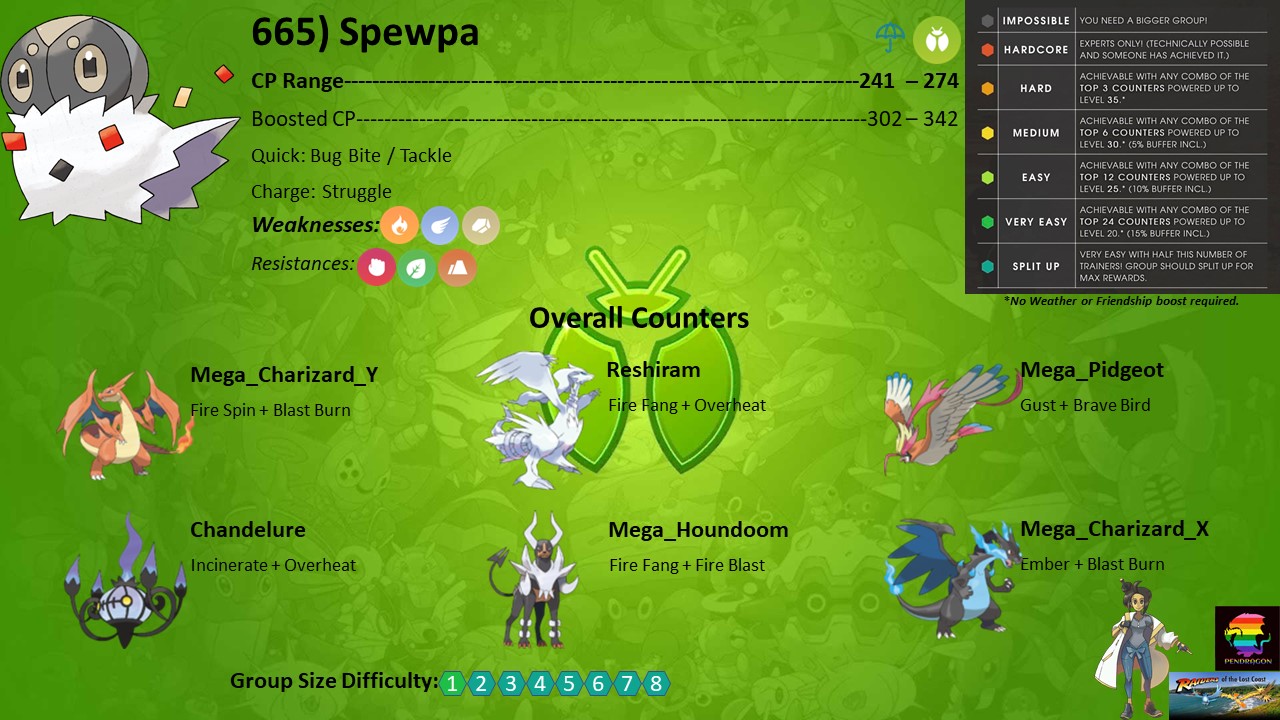 665) Spewpa
CP Range----------------------------------------------------------------------------241 – 274
Boosted CP----------------------------------------------------------------------------302 – 342
Quick: Bug Bite / Tackle
Charge: Struggle
Weaknesses:
Resistances:
IMPOSSIBLE YOU NEED A BIGGER GROUP!
HARDCORE EXPERTS ONLY! (TECHNICALLY POSSIBLE
AND SOMEONE HAS ACHIEVED IT.)
HARD ACHIEVABLE WITH ANY COMBO OF THE
TOP 3 COUNTERS POWERED UP TO
LEVEL 35.*
MEDIUM ACHIEVABLE WITH ANY COMBO OF THE
TOP 6 COUNTERS POWERED UP TO
LEVEL 30.* (5% BUFFER INCL.)
EASY ACHIEVABLE WITH ANY COMBO OF THE
TOP 12 COUNTERS POWERED UP TO
LEVEL 25.* (10% BUFFER INCL.)
VERY EASY ACHIEVABLE WITH ANY COMBO OF THE
TOP 24 COUNTERS POWERED UP TO
LEVEL 20.* (15% BUFFER INCL.)
SPLIT UP VERY EASY WITH HALF THIS NUMBER OF
TRAINERS! GROUP SHOULD SPLIT UP FOR
MAX REWARDS.
*No Weather or Friendship boost required.
Overall Counters
Mega_Charizard_Y
Fire Spin + Blast Burn
Reshiram
Fire Fang + Overheat
Mega_Pidgeot
Gust + Brave Bird
Chandelure
Incinerate + Overheat
Mega_Houndoom
Fire Fang + Fire Blast
Mega_Charizard_X
Ember + Blast Burn
Group Size Difficulty: 1 2 3 4 5 6 7 8
PENDRAGON
RAIDERS of the Lost Coast